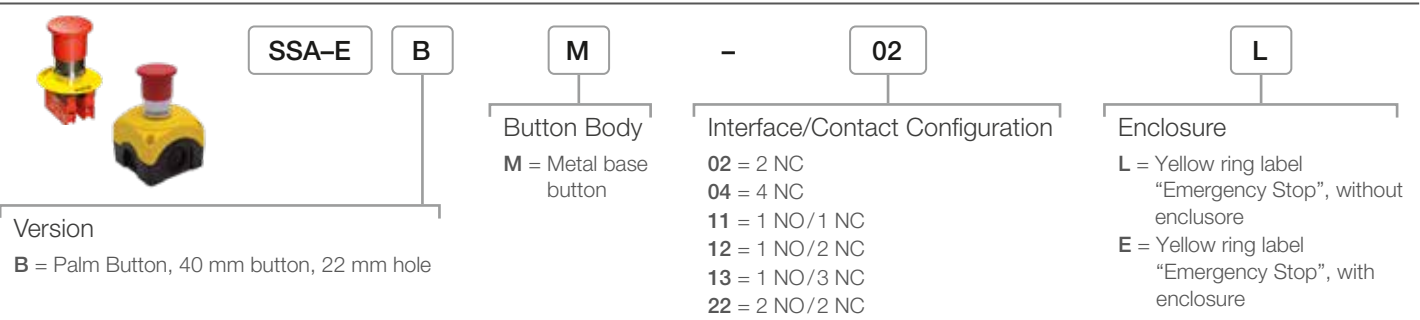 SSA–E B M – 02 L
Version
B = Palm Button, 40 mm button, 22 mm hole
Button Body
M = Metal base
button
Interface/Contact Configuration
02 = 2 NC
04 = 4 NC
11 = 1 NO/1 NC
12 = 1 NO/2 NC
13 = 1 NO/3 NC
22 = 2 NO/2 NC
Enclosure
L = Yellow ring label
“Emergency Stop”, without
enclusore
E = Yellow ring label
“Emergency Stop”, with
enclosure